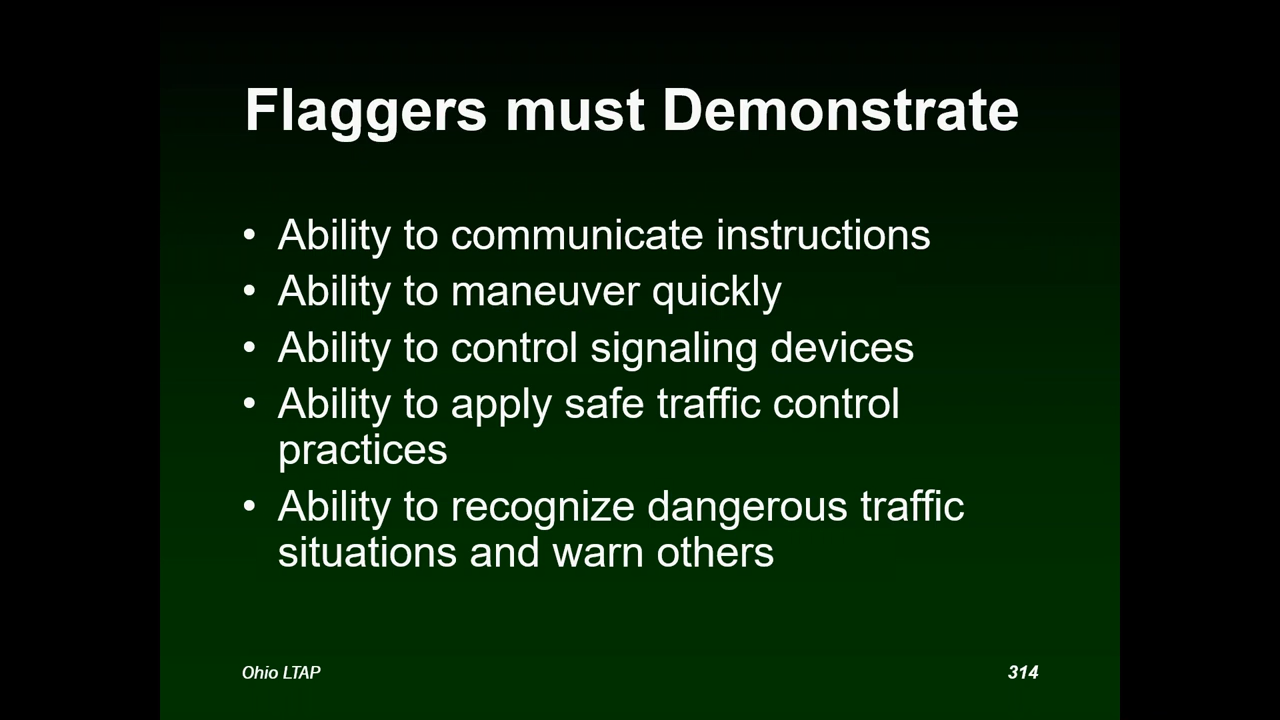 Flaggers must Demonstrate
• Ability to communicate instructions
• Ability to maneuver quickly
• Ability to control signaling devices
• Ability to apply safe traffic control
practices
• Ability to recognize dangerous traffic
situations and warn others
Ohio LTAP
314